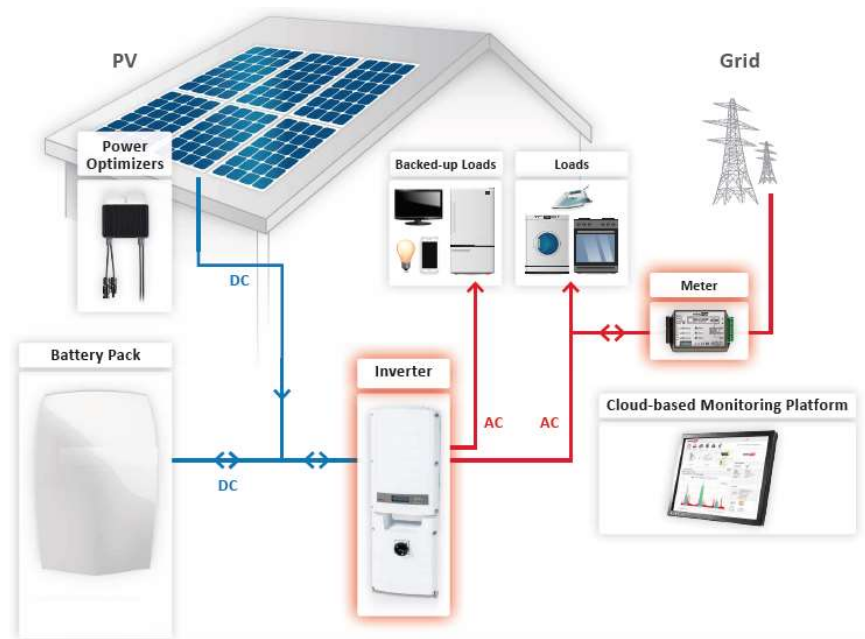 PV
Grid
Power
Optimizers
Backed-up Loads
Loads
DC
Meter
Battery Pack
Inverter
AC
AC
Cloud-based Monitoring Platform
DC